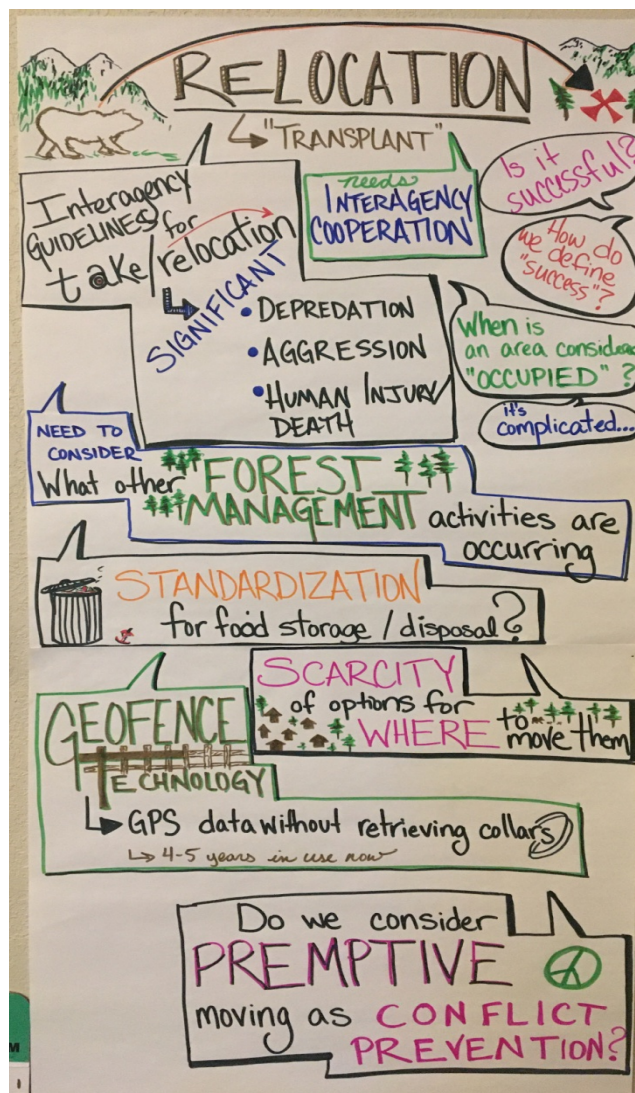 RELOCATION
"TRANSPLANT"
Interagency
GUIDELINES for
take/relocation
SIGNIFICANT
• DEPREDATION
• AGGRESSION
• HUMAN INJURY/
DEATH
needs
INTERAGENCY
COOPERATION
Is it
successful?
How do
we define
"success"?
When is
an area considered
"OCCUPIED"?
it's
complicated...
NEED TO
CONSIDER
What other FOREST
MANAGEMENT activities are
occurring
STANDARDIZATION
for food storage / disposal?
SCARCITY
of options for
WHERE to
move them
GEOFENCE
TECHNOLOGY
GPS data without retrieving collars
4-5 years in use now
Do we consider
PREMPTIVE
moving as CONFLICT
PREVENTION?
M